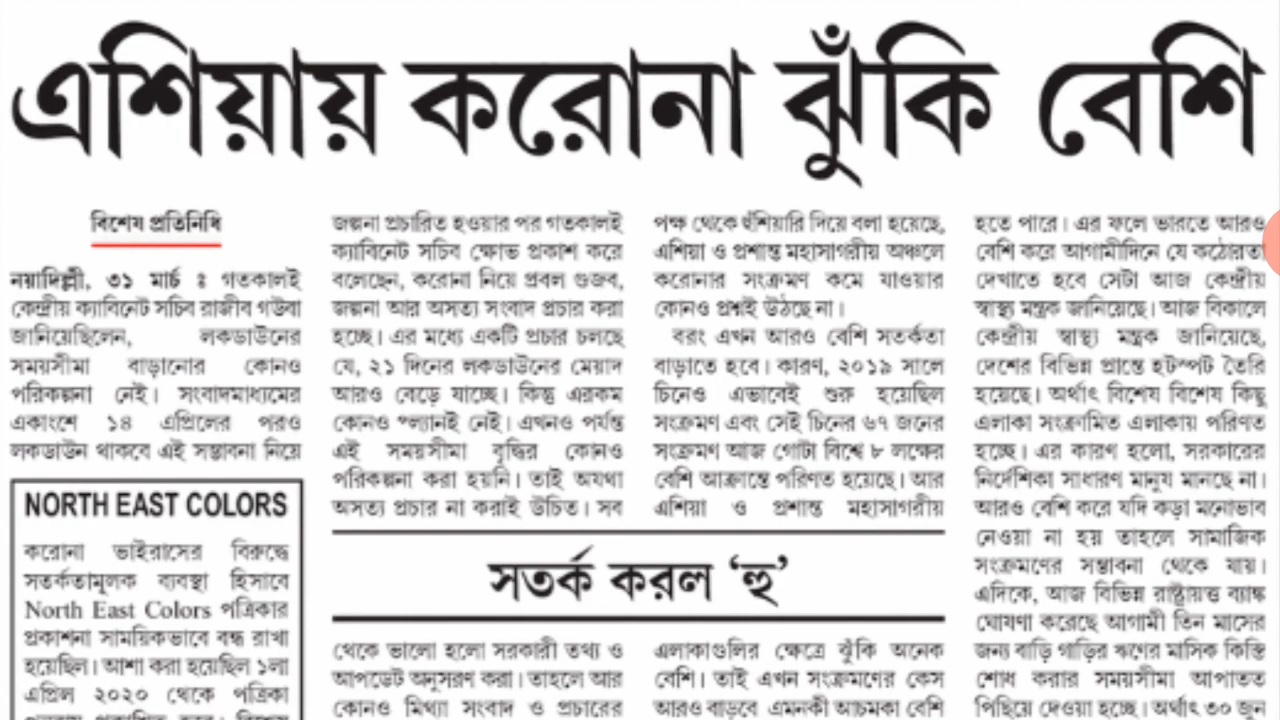 এশিয়ায় করোনা ঝুঁকি বেশি
বিশেষ প্রতিনিধি
নয়াদিল্লী, ৩১ মার্চ ঃ গতকালই
কেন্দ্রীয় ক্যাবিনেট সচিব রাজীব গউবা
জানিয়েছিলেন, লকডাউনের
সময়সীমা বাড়ানোর কোনও
পরিকল্পনা নেই। সংবাদমাধ্যমের
একাংশে ১৪ এপ্রিলের পরও
লকডাউন থাকবে এই সম্ভাবনা নিয়ে
NORTH EAST COLORS
করোনা ভাইরাসের বিরুদ্ধে
সতর্কতামূলক ব্যবস্থা হিসাবে
North East Colors পত্রিকার
প্রকাশনা সাময়িকভাবে বন্ধ রাখা
হয়েছিল। আশা করা হয়েছিল ১লা
এপ্রিল ২০২০ থেকে পত্রিকা
জল্পনা প্রচারিত হওয়ার পর গতকালই
ক্যাবিনেট সচিব ক্ষোভ প্রকাশ করে
বলেছেন, করোনা নিয়ে প্রবল গুজব,
জল্পনা আর অসত্য সংবাদ প্রচার করা
হচ্ছে। এর মধ্যে একটি প্রচার চলছে
যে, ২১ দিনের লকডাউনের মেয়াদ
আরও বেড়ে যাচ্ছে। কিন্তু এরকম
কোনও প্ল্যানই নেই। এখনও পর্যন্ত
এই সময়সীমা বৃদ্ধির কোনও
পরিকল্পনা করা হয়নি। তাই অযথা
অসত্য প্রচার না করাই উচিত। সব
সতর্ক করল ‘হু’
থেকে ভালো হলো সরকারী তথ্য ও
আপডেট অনুসরণ করা। তাহলে আর
কোনও মিথ্যা সংবাদ ও প্রচারের
পক্ষ থেকে হুঁশিয়ারি দিয়ে বলা হয়েছে,
এশিয়া ও প্রশান্ত মহাসাগরীয় অঞ্চলে
করোনার সংক্রমণ কমে যাওয়ার
কোনও প্রশ্নই উঠছে না।
বরং এখন আরও বেশি সতর্কতা
বাড়াতে হবে। কারণ, ২০১৯ সালে
চিনেও এভাবেই শুরু হয়েছিল
সংক্রমণ এবং সেই চিনের ৬৭ জনের
সংক্রমণ আজ গোটা বিশ্বে ৮ লক্ষের
বেশি আক্রান্তে পরিণত হয়েছে। আর
এশিয়া ও প্রশান্ত মহাসাগরীয়
এলাকাগুলির ক্ষেত্রে ঝুঁকি অনেক
বেশি। তাই এখন সংক্রমণের কেস
আরও বাড়বে এমনকী আচমকা বেশি
হতে পারে। এর ফলে ভারতে আরও
বেশি করে আগামীদিনে যে কঠোরতা
দেখাতে হবে সেটা আজ কেন্দ্রীয়
স্বাস্থ্য মন্ত্রক জানিয়েছে। আজ বিকালে
কেন্দ্রীয় স্বাস্থ্য মন্ত্রক জানিয়েছে,
দেশের বিভিন্ন প্রান্তে হটস্পট তৈরি
হয়েছে। অর্থাৎ বিশেষ বিশেষ কিছু
এলাকা সংক্রামিত এলাকায় পরিণত
হচ্ছে। এর কারণ হলো, সরকারের
নির্দেশিকা সাধারণ মানুষ মানছে না।
আরও বেশি করে যদি কড়া মনোভাব
নেওয়া না হয় তাহলে সামাজিক
সংক্রমণের সম্ভাবনা থেকে যায়।
এদিকে, আজ বিভিন্ন রাষ্ট্রায়ত্ত ব্যাঙ্ক
ঘোষণা করেছে আগামী তিন মাসের
জন্য বাড়ি গাড়ির ঋণের মাসিক কিস্তি
শোধ করার সময়সীমা আপাতত
পিছিয়ে দেওয়া হচ্ছে। অর্থাৎ ৩০ জুন